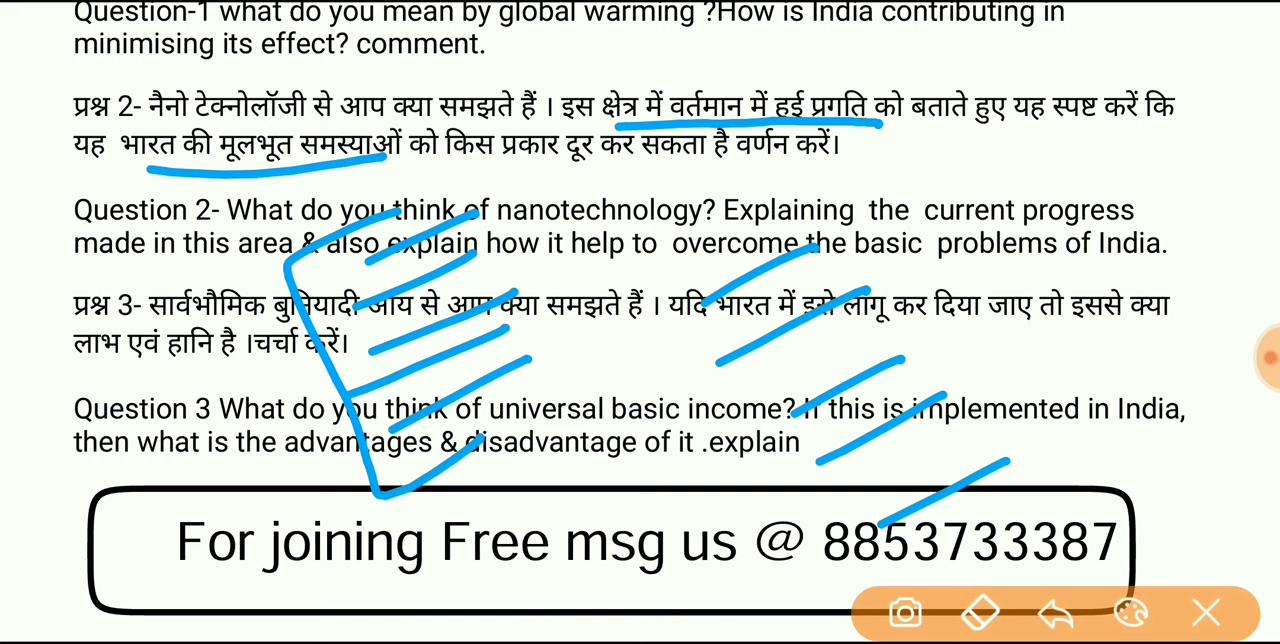 Question-1 what do you mean by global warming ?How is India contributing in
minimising its effect? comment.
प्रश्न 2- नैनो टेक्नोलॉजी से आप क्या समझते हैं । इस क्षेत्र में वर्तमान में हुई प्रगति को बताते हुए यह स्पष्ट करें कि
यह भारत की मूलभूत समस्याओं को किस प्रकार दूर कर सकता है वर्णन करें।
Question 2- What do you think of nanotechnology? Explaining the current progress
made in this area & also explain how it help to overcome the basic problems of India.
प्रश्न 3- सार्वभौमिक बुनियादी आय से आप क्या समझते हैं । यदि भारत में इसे लागू कर दिया जाए तो इससे क्या
लाभ एवं हानि है ।चर्चा करें।
Question 3 What do you think of universal basic income? If this is implemented in India,
then what is the advantages & disadvantage of it .explain
For joining Free msg us @ 8853733387